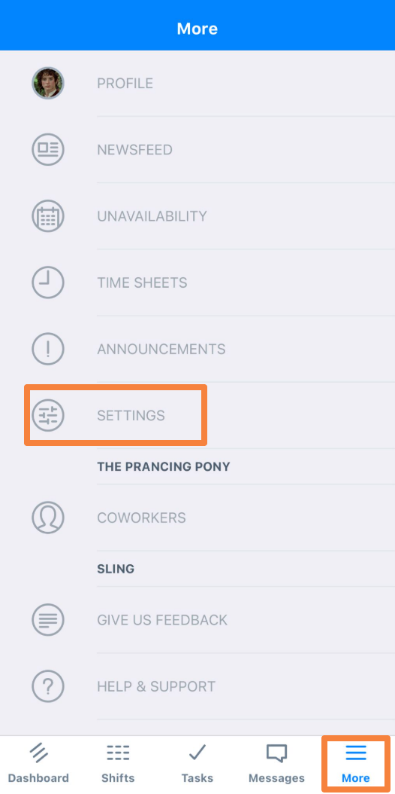 More
PROFILE
NEWSFEED
UNAVAILABILITY
TIME SHEETS
ANNOUNCEMENTS
SETTINGS
THE PRANCING PONY
COWORKERS
SLING
GIVE US FEEDBACK
HELP & SUPPORT
Dashboard Shifts Tasks Messages More